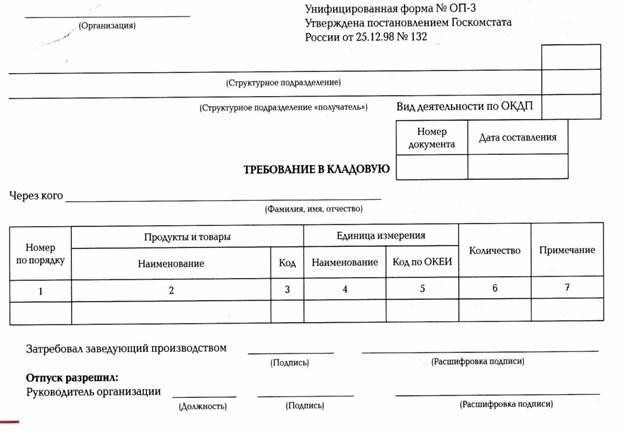 Унифицированная форма № ОП-3
(Организация) Утверждена постановлением Госкомстата
России от 25.12.98 № 132
(Структурное подразделение)
(Структурное подразделение «получатель») Вид деятельности по ОКДП
Номер документа Дата составления
ТРЕБОВАНИЕ В КЛАДОВУЮ
Через кого
(Фамилия, имя, отчество)
Номер по порядку Продукты и товары Единица измерения Количество Примечание
Наименование Код Наименование Код по ОКЕИ
1 2 3 4 5 6 7
Затребовал заведующий производством
(Подпись) (Расшифровка подписи)
Отпуск разрешил:
Руководитель организации
(Должность) (Подпись) (Расшифровка подписи)